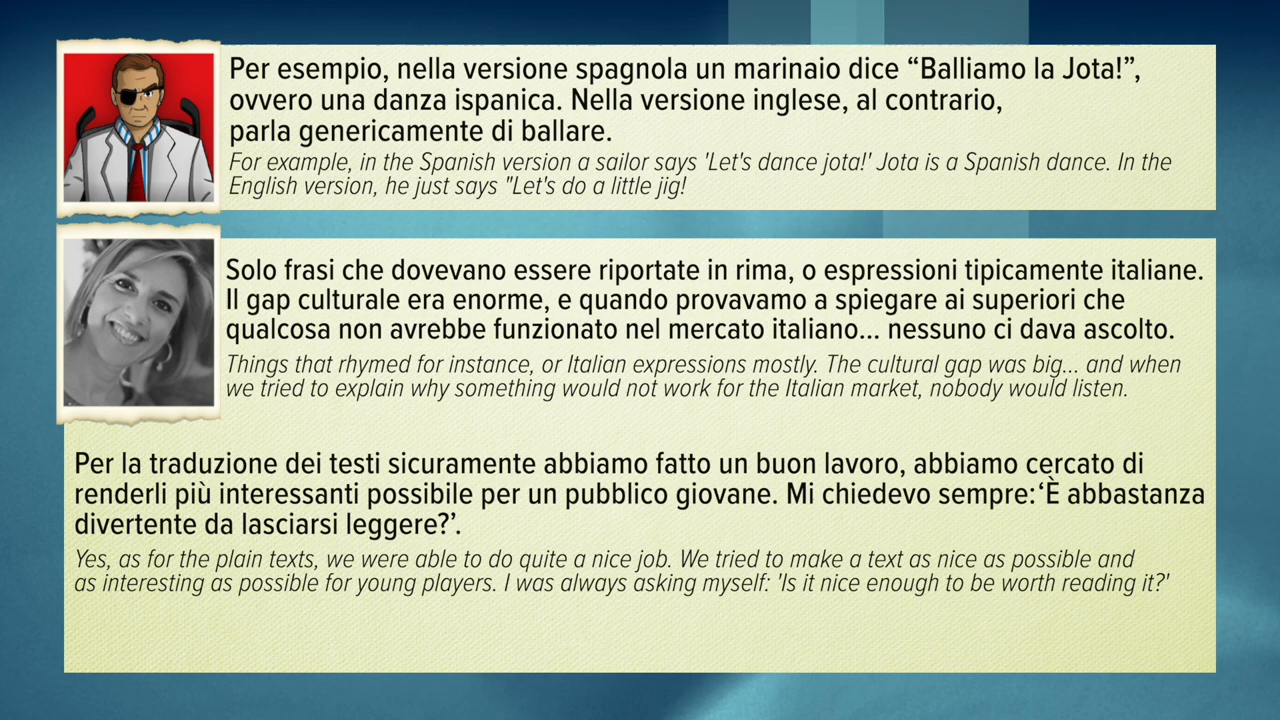 Per esempio, nella versione spagnola un marinaio dice “Balliamo la Jota!”,
ovvero una danza ispanica. Nella versione inglese, al contrario,
parla genericamente di ballare.
For example, in the Spanish version a sailor says 'Let's dance jota!' Jota is a Spanish dance. In the
English version, he just says "Let's do a little jig!
Solo frasi che dovevano essere riportate in rima, o espressioni tipicamente italiane.
Il gap culturale era enorme, e quando provavamo a spiegare ai superiori che
qualcosa non avrebbe funzionato nel mercato italiano... nessuno ci dava ascolto.
Things that rhymed for instance, or Italian expressions mostly. The cultural gap was big... and when
we tried to explain why something would not work for the Italian market, nobody would listen.
Per la traduzione dei testi sicuramente abbiamo fatto un buon lavoro, abbiamo cercato di
renderli più interessanti possibile per un pubblico giovane. Mi chiedevo sempre:‘È abbastanza
divertente da lasciarsi leggere?’.
Yes, as for the plain texts, we were able to do quite a nice job. We tried to make a text as nice as possible and
as interesting as possible for young players. I was always asking myself: 'Is it nice enough to be worth reading it?'